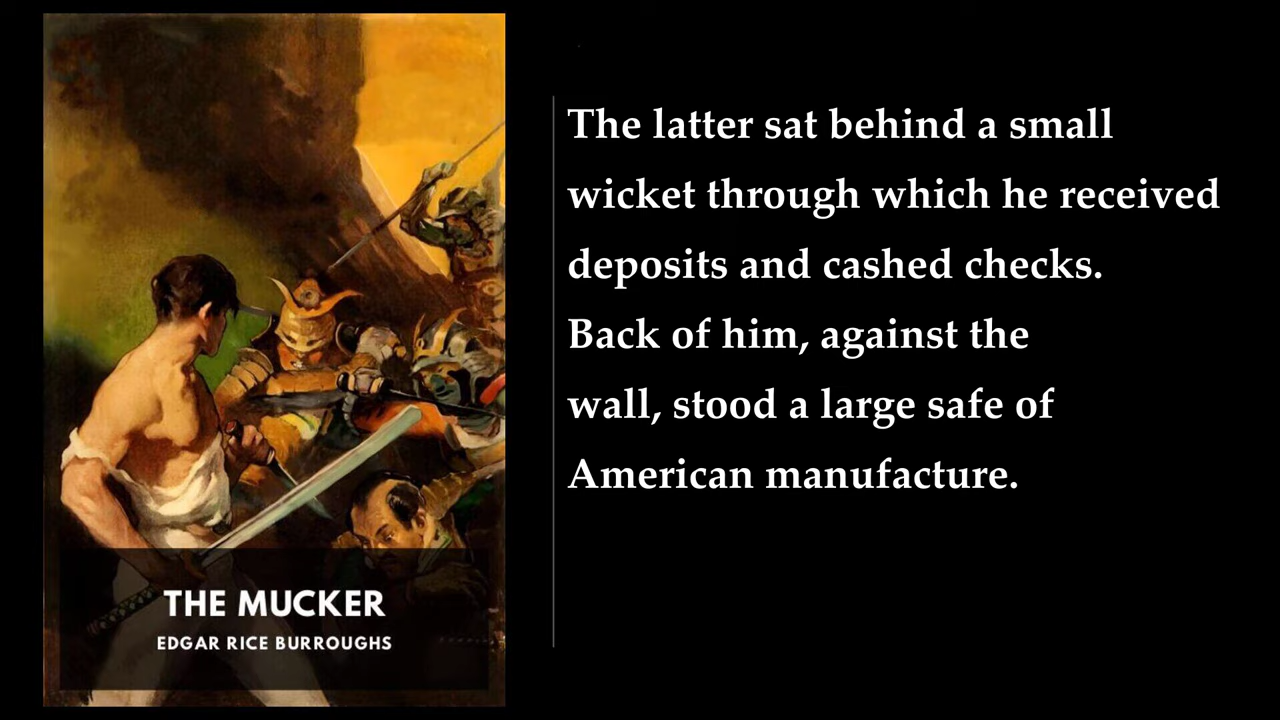 The latter sat behind a small
wicket through which he received
deposits and cashed checks.
Back of him, against the
wall, stood a large safe of
American manufacture.
THE MUCKER
EDGAR RICE BURROUGHS